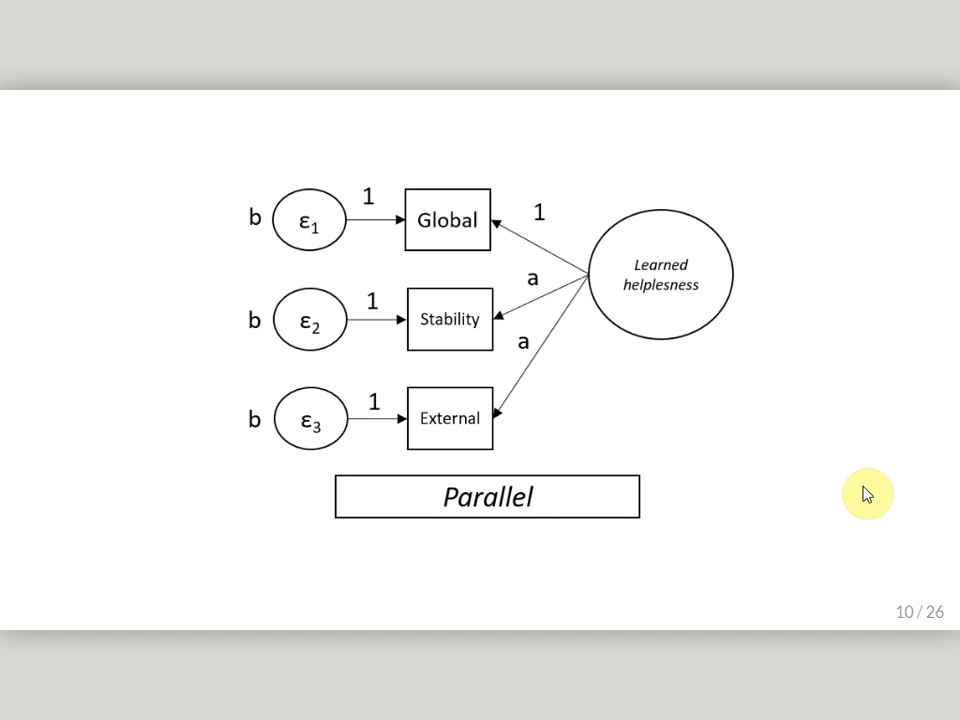 b ε1 1 Global 1
Learned
helplesness
a
b ε2 1 Stability
a
b ε3 1 External
Parallel
10 / 26